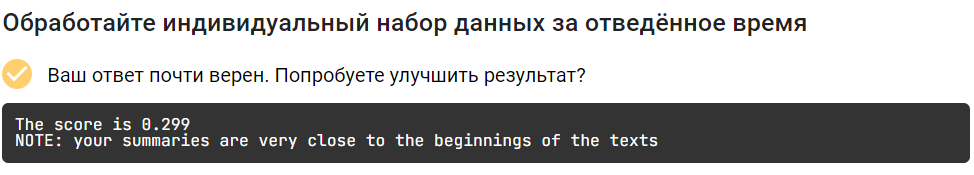 Обработайте индивидуальный набор данных за отведённое время
Ваш ответ почти верен. Попробуете улучшить результат?
The score is 0.299
NOTE: your summaries are very close to the beginnings of the texts